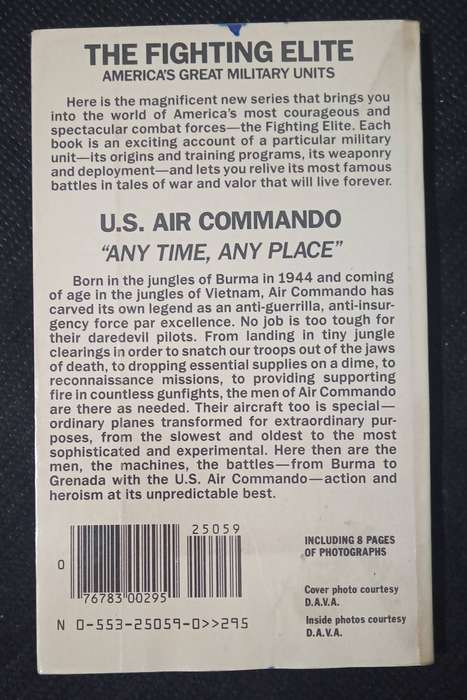 THE FIGHTING ELITE
AMERICA'S GREAT MILITARY UNITS
Here is the magnificent new series that brings you
into the world of America's most courageous and
spectacular combat forces—the Fighting Elite. Each
book is an exciting account of a particular military
unit—its origins and training programs, its weaponry
and deployment—and lets you relive its most famous
battles in tales of war and valor that will live forever.
U.S. AIR COMMANDO
"ANY TIME, ANY PLACE"
Born in the jungles of Burma in 1944 and coming
of age in the jungles of Vietnam, Air Commando has
carved its own legend as an anti-guerrilla, anti-insur-
gency force par excellence. No job is too tough for
their daredevil pilots. From landing in tiny jungle
clearings in order to snatch our troops out of the jaws
of death, to dropping essential supplies on a dime, to
reconnaissance missions, to providing supporting
fire in countless gunfights, the men of Air Commando
are there as needed. Their aircraft too is special—
ordinary planes transformed for extraordinary pur-
poses, from the slowest and oldest to the most
sophisticated and experimental. Here then are the
men, the machines, the battles—from Burma to
Grenada with the U.S. Air Commando—action and
heroism at its unpredictable best.
25059
0
76783 00295
N 0-553-25059-0>>295
INCLUDING 8 PAGES
OF PHOTOGRAPHS
Cover photo courtesy
D.A.V.A.
Inside photos courtesy
D.A.V.A.